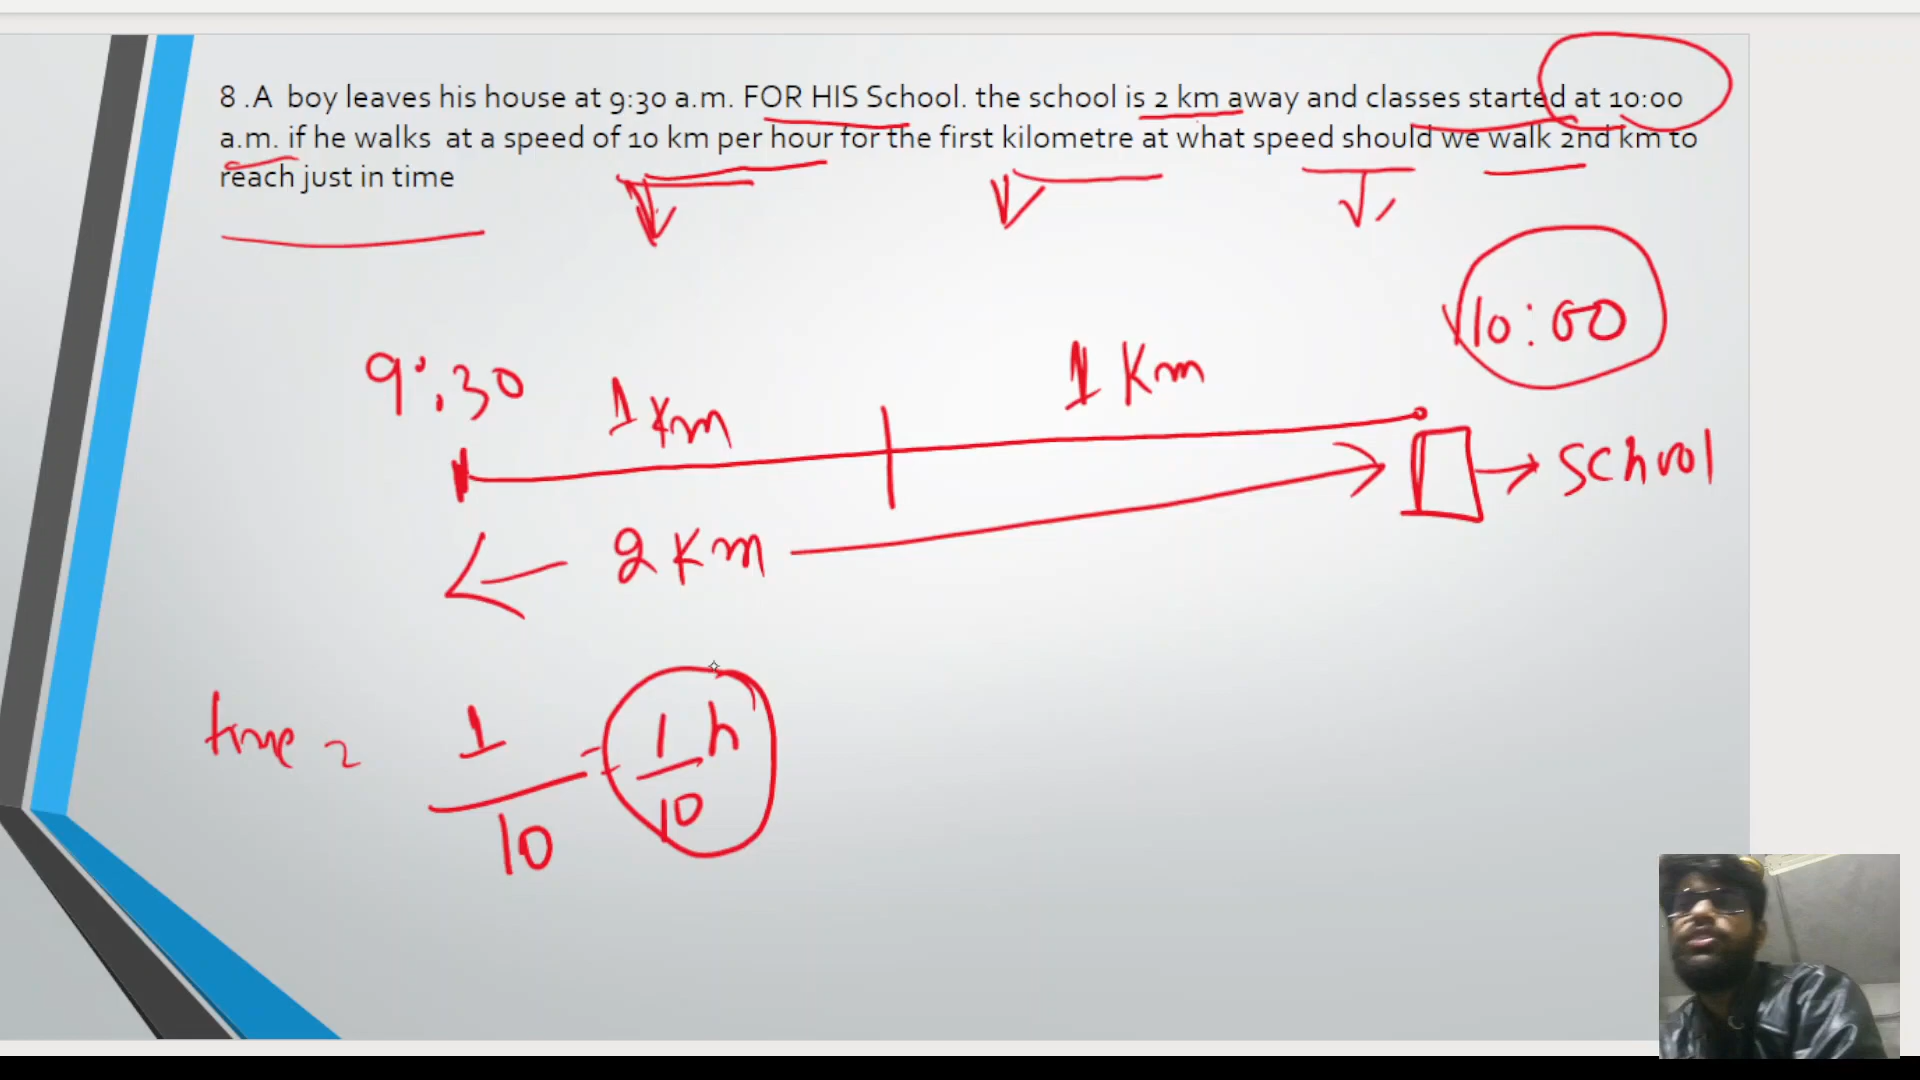 8 .A boy leaves his house at 9:30 a.m. FOR HIS School. the school is 2 km away and classes started at 10:00
a.m. if he walks at a speed of 10 km per hour for the first kilometre at what speed should we walk 2nd km to
reach just in time
10:00
9:30
1 Km
1 Km
School
2 Km
time =
1
10
=
1 h
10